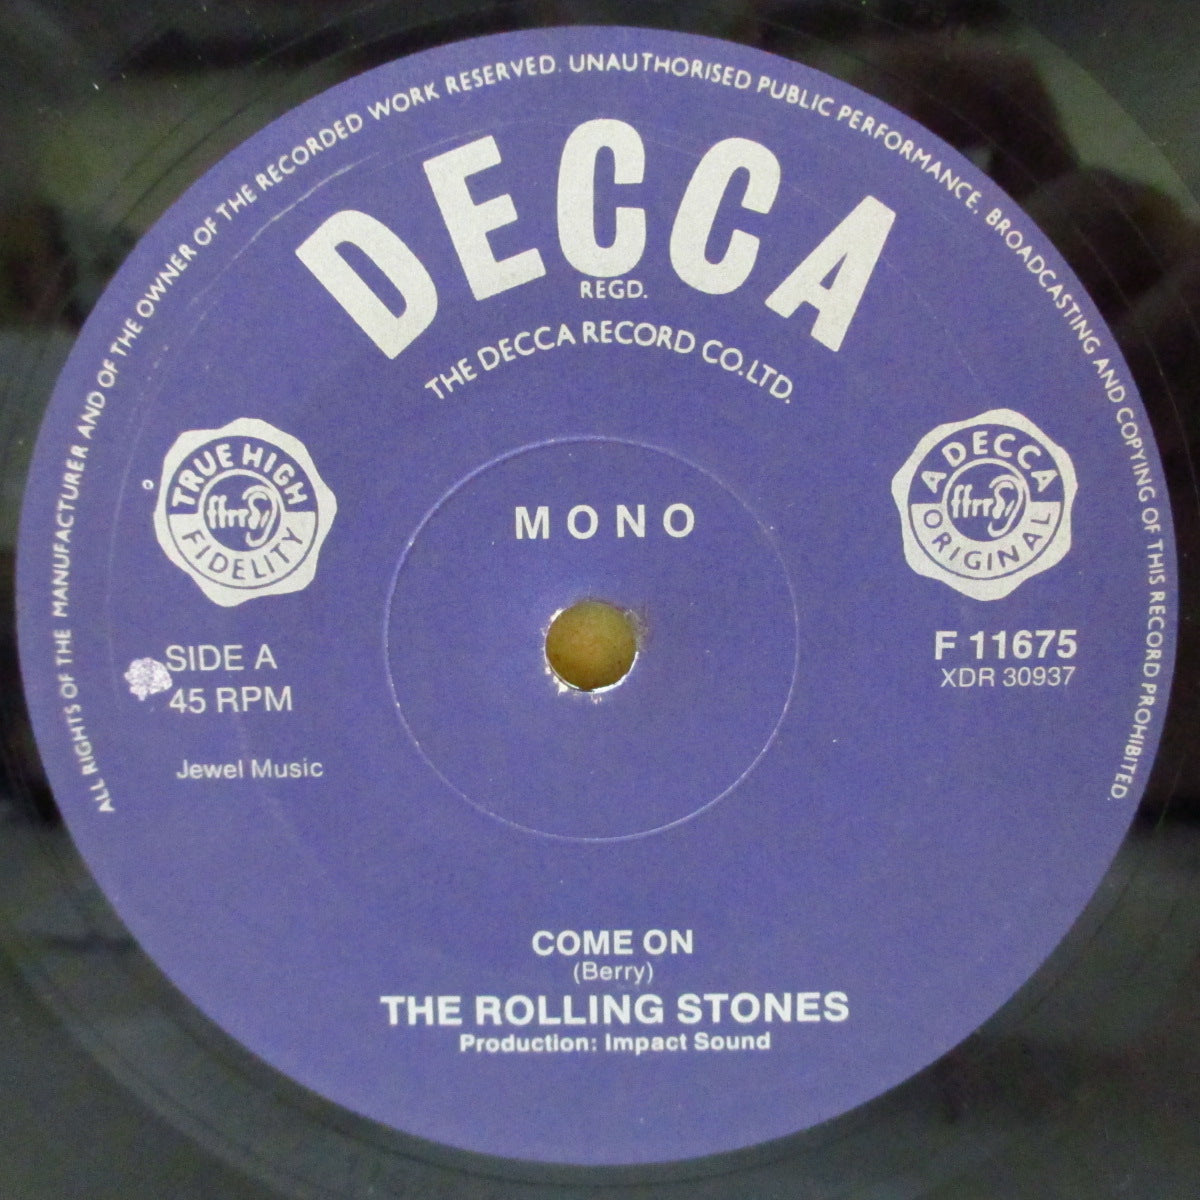 ALL RIGHTS OF THE MANUFACTURER AND OF THE OWNER OF THE RECORDED WORK RESERVED. UNAUTHORISED PUBLIC PERFORMANCE, BROADCASTING AND COPYING OF THIS RECORD PROHIBITED.
DECCA
REGD.
THE DECCA RECORD CO.LTD.
TRUE HIGH
ffrr
FIDELITY
A DECCA
ffrr
ORIGINAL
MONO
SIDE A
45 RPM
Jewel Music
F 11675
XDR 30937
COME ON
(Berry)
THE ROLLING STONES
Production: Impact Sound